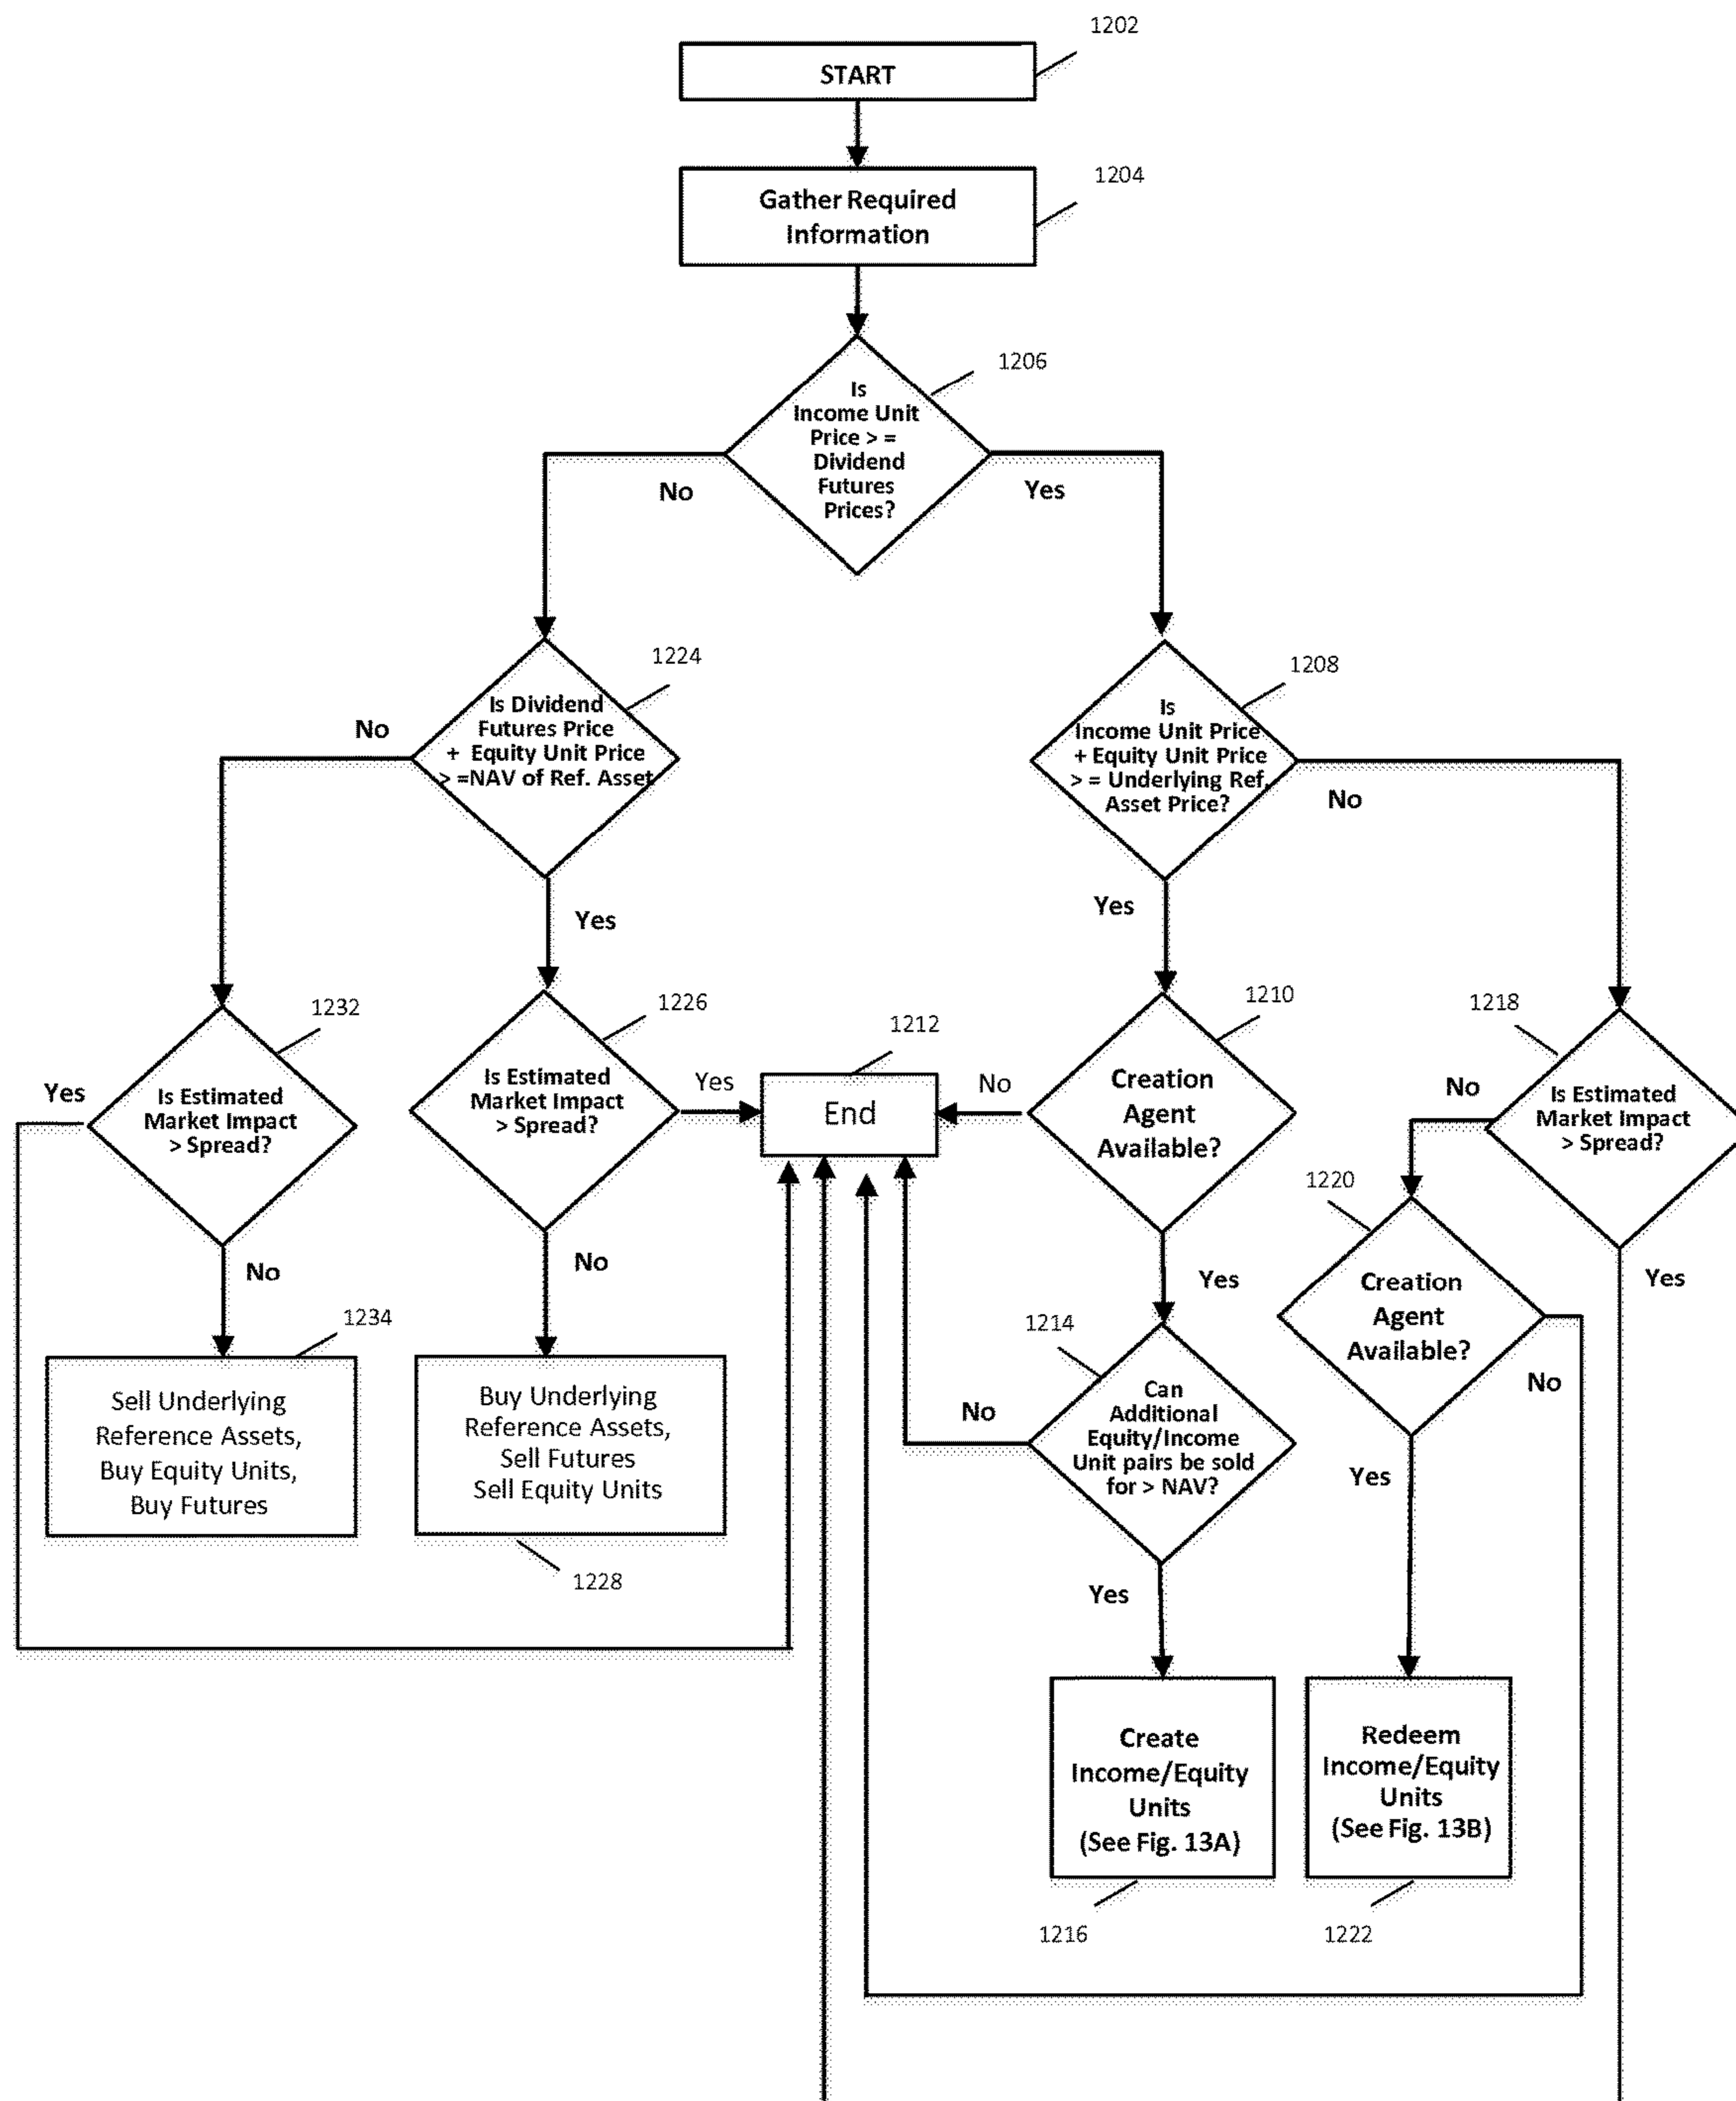 1202
START
1204
Gather Required
Information
1206
Is
Income Unit
Price > =
Dividend
Futures
Prices?
No
Yes
1224
Is Dividend
Futures Price
+ Equity Unit Price
> =NAV of Ref. Asset
No
Yes
1208
Is
Income Unit Price
+ Equity Unit Price
> = Underlying Ref.
Asset Price?
No
Yes
1232
Is Estimated
Market Impact
> Spread?
Yes
No
1226
Is Estimated
Market Impact
> Spread?
Yes
No
1212
End
1210
Creation
Agent
Available?
No
Yes
1218
Is Estimated
Market Impact
> Spread?
No
Yes
1220
Creation
Agent
Available?
No
Yes
1214
Can
Additional
Equity/Income
Unit pairs be sold
for > NAV?
No
Yes
1234
Sell Underlying
Reference Assets,
Buy Equity Units,
Buy Futures
Buy Underlying
Reference Assets,
Sell Futures
Sell Equity Units
1228
Create
Income/Equity
Units
(See Fig. 13A)
1216
Redeem
Income/Equity
Units
(See Fig. 13B)
1222